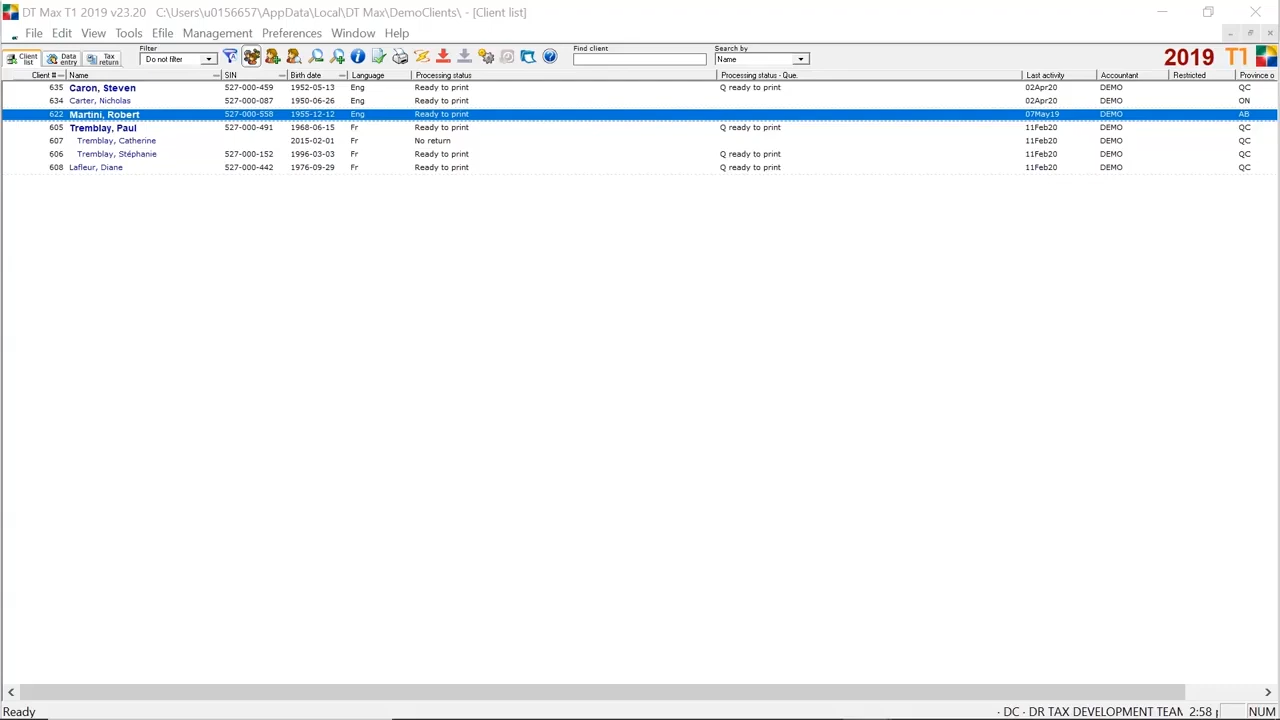 DT Max T1 2019 v23.20 C:\Users\u0156657\AppData\Local\DT Max\DemoClients\ - [Client list]
File Edit View Tools Efile Management Preferences Window Help
Client list Data entry Tax return Filter Do not filter Find client Search by Name 2019 T1
Client # Name SIN Birth date Language Processing status Processing status - Que. Last activity Accountant Restricted Province o
635 Caron, Steven 527-000-459 1952-05-13 Eng Ready to print Q ready to print 02Apr20 DEMO QC
634 Carter, Nicholas 527-000-087 1950-06-26 Eng Ready to print 02Apr20 DEMO ON
622 Martini, Robert 527-000-558 1955-12-12 Eng Ready to print 07May19 DEMO AB
605 Tremblay, Paul 527-000-491 1968-06-15 Fr Ready to print Q ready to print 11Feb20 DEMO QC
607 Tremblay, Catherine 2015-02-01 Fr No return 11Feb20 DEMO QC
606 Tremblay, Stéphanie 527-000-152 1996-03-03 Fr Ready to print Q ready to print 11Feb20 DEMO QC
608 Lafleur, Diane 527-000-442 1976-09-29 Fr Ready to print Q ready to print 11Feb20 DEMO QC
Ready · DC · DR TAX DEVELOPMENT TEAM 2:58 NUM